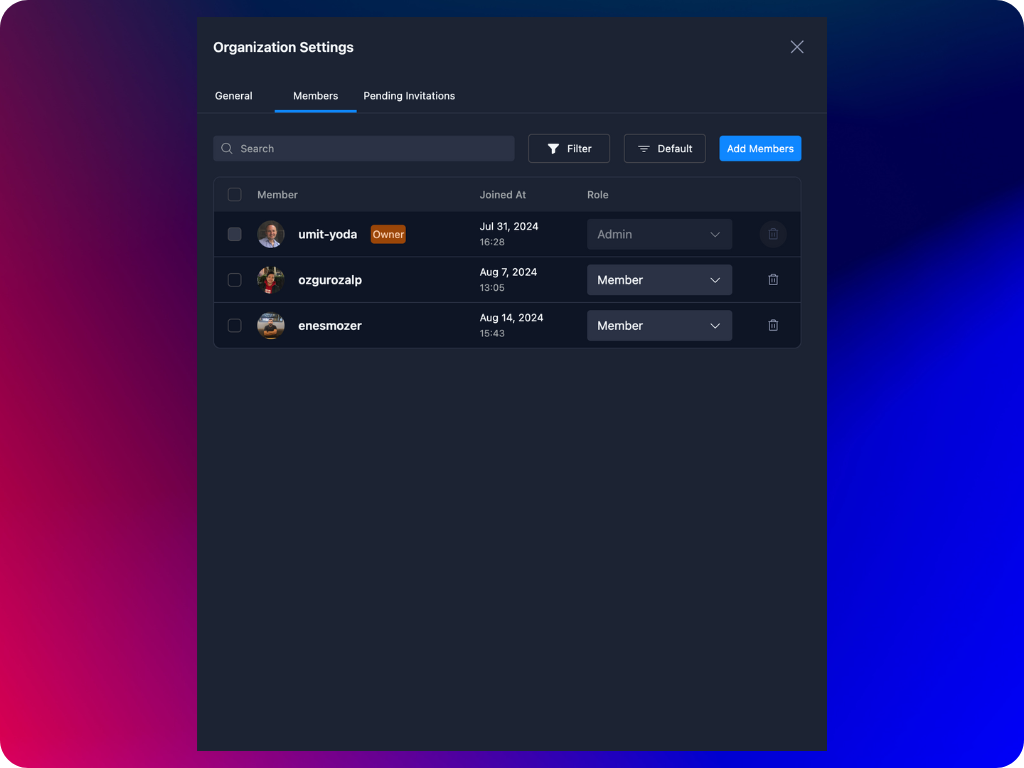 Organization Settings
General Members Pending Invitations
Search Filter Default Add Members
Member Joined At Role
umit-yoda Owner Jul 31, 2024 Admin
16:28
ozgurozalp Aug 7, 2024 Member
13:05
enesmozer Aug 14, 2024 Member
15:43